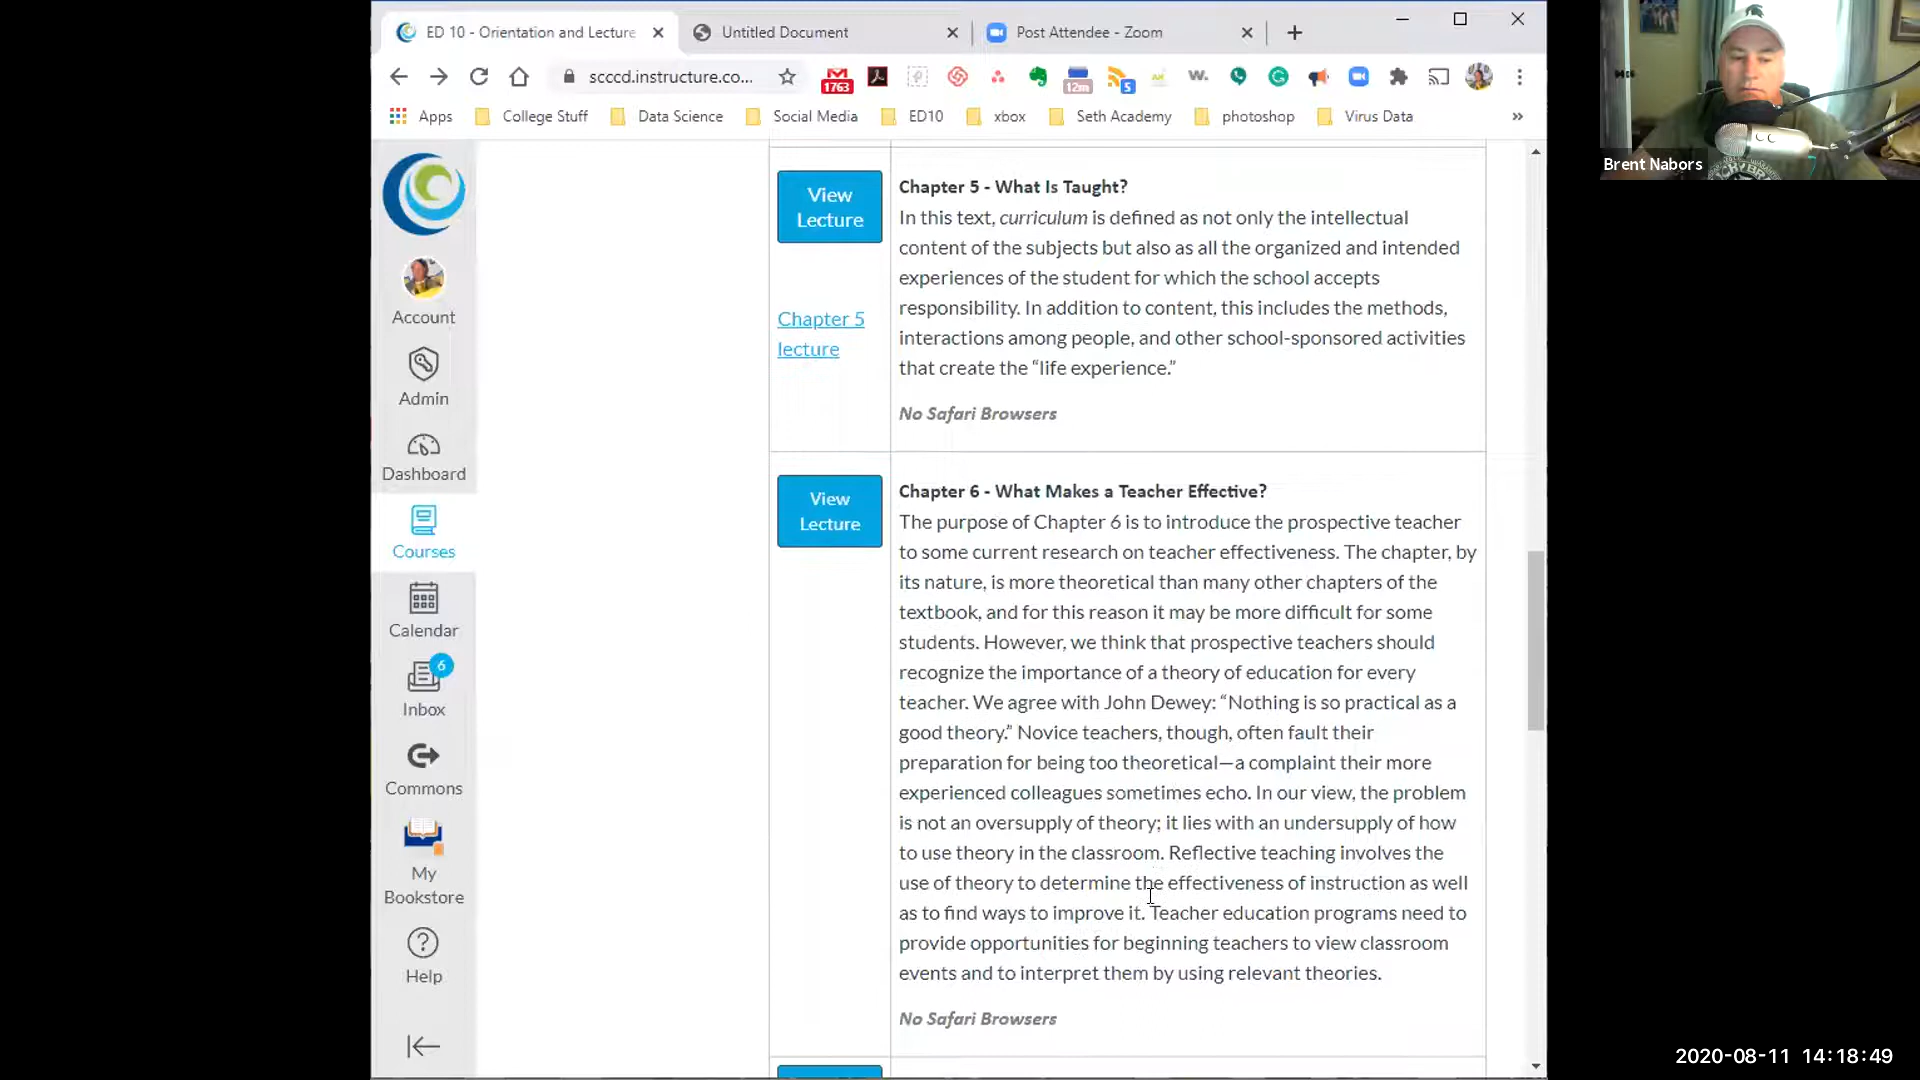 ED 10 - Orientation and Lecture
Untitled Document
Post Attendee - Zoom
scccd.instructure.co...
1763
12m
5
Apps
College Stuff
Data Science
Social Media
ED10
xbox
Seth Academy
photoshop
Virus Data
Brent Nabors
Account
Admin
Dashboard
Courses
Calendar
6
Inbox
Commons
My
Bookstore
Help
View
Lecture
Chapter 5
lecture
Chapter 5 - What Is Taught?
In this text, curriculum is defined as not only the intellectual
content of the subjects but also as all the organized and intended
experiences of the student for which the school accepts
responsibility. In addition to content, this includes the methods,
interactions among people, and other school-sponsored activities
that create the “life experience.”
No Safari Browsers
View
Lecture
Chapter 6 - What Makes a Teacher Effective?
The purpose of Chapter 6 is to introduce the prospective teacher
to some current research on teacher effectiveness. The chapter, by
its nature, is more theoretical than many other chapters of the
textbook, and for this reason it may be more difficult for some
students. However, we think that prospective teachers should
recognize the importance of a theory of education for every
teacher. We agree with John Dewey: “Nothing is so practical as a
good theory.” Novice teachers, though, often fault their
preparation for being too theoretical—a complaint their more
experienced colleagues sometimes echo. In our view, the problem
is not an oversupply of theory; it lies with an undersupply of how
to use theory in the classroom. Reflective teaching involves the
use of theory to determine the effectiveness of instruction as well
as to find ways to improve it. Teacher education programs need to
provide opportunities for beginning teachers to view classroom
events and to interpret them by using relevant theories.
No Safari Browsers
2020-08-11 14:18:49